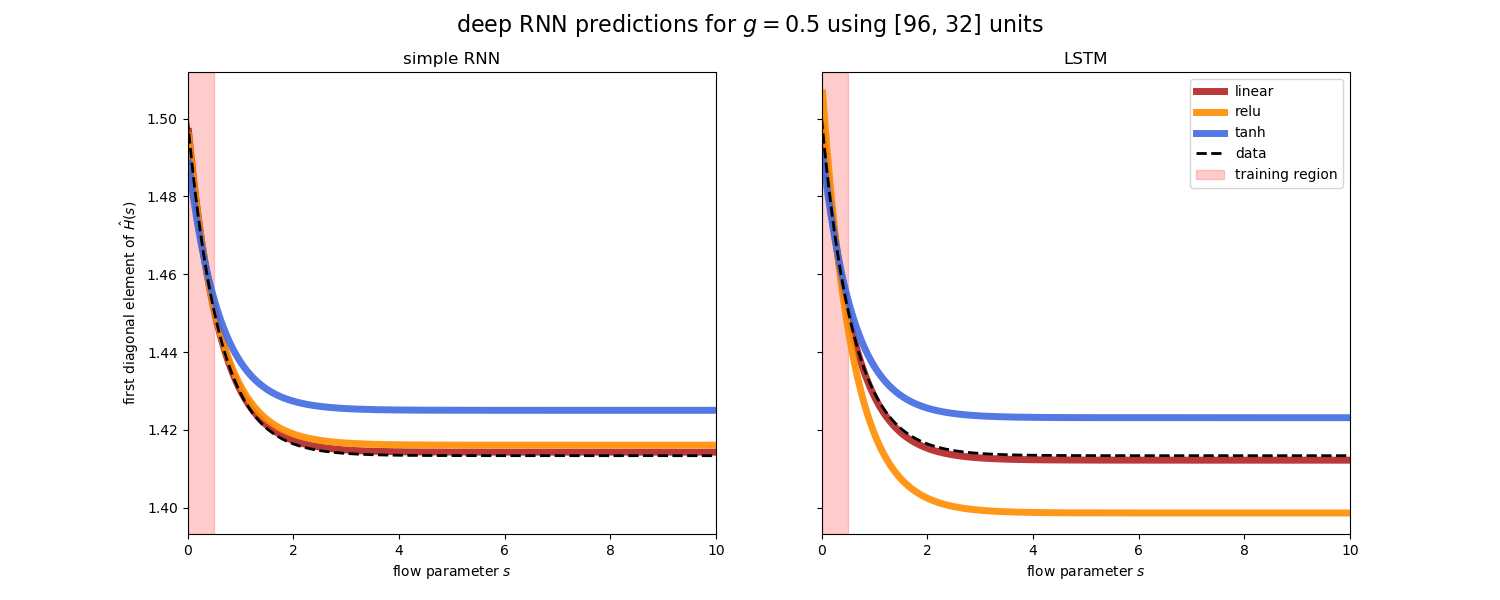 deep RNN predictions for g = 0.5 using [96, 32] units
simple RNN
first diagonal element of Ĥ(s)
1.50
1.48
1.46
1.44
1.42
1.40
0 2 4 6 8 10
flow parameter s
LSTM
linear
relu
tanh
data
training region
0 2 4 6 8 10
flow parameter s